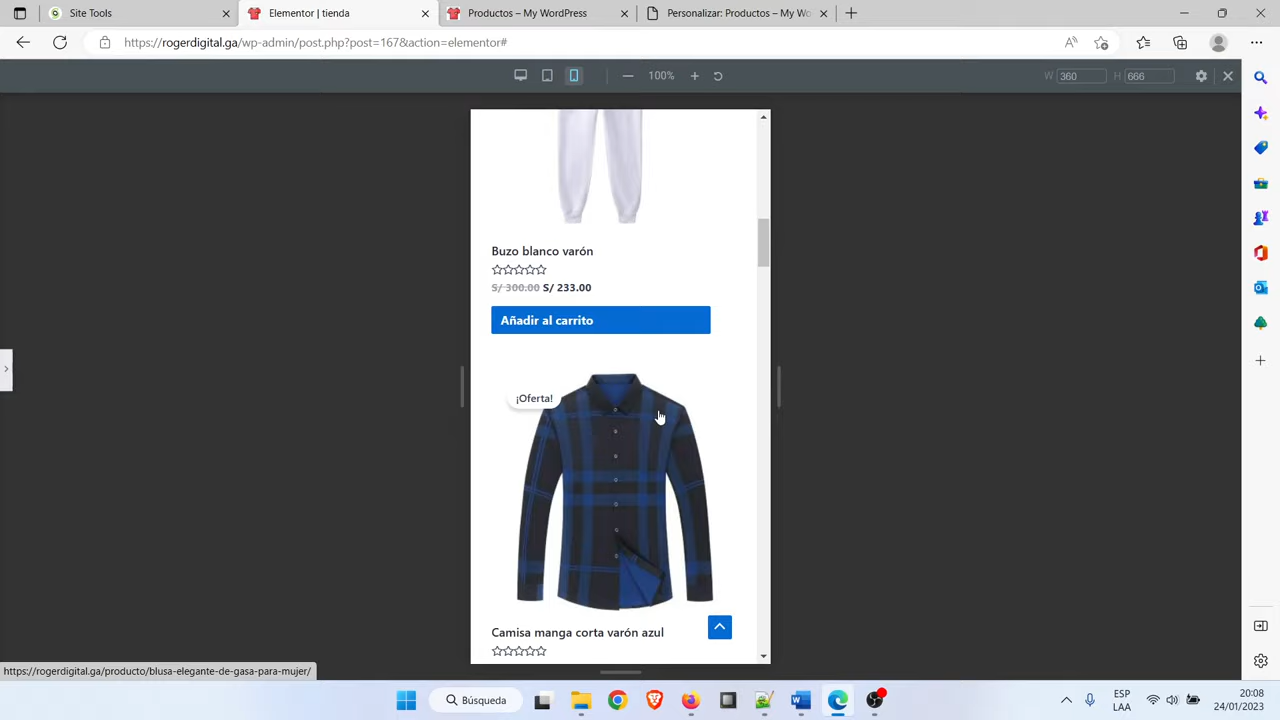 Site Tools
Elementor | tienda
Productos – My WordPress
Personalizar: Productos – My Wo
https://rogerdigital.ga/wp-admin/post.php?post=167&action=elementor#
100%
W 360
H 666
Buzo blanco varón
S/ 300.00 S/ 233.00
Añadir al carrito
¡Oferta!
Camisa manga corta varón azul
https://rogerdigital.ga/producto/blusa-elegante-de-gasa-para-mujer/
Búsqueda
ESP
LAA
20:08
24/01/2023